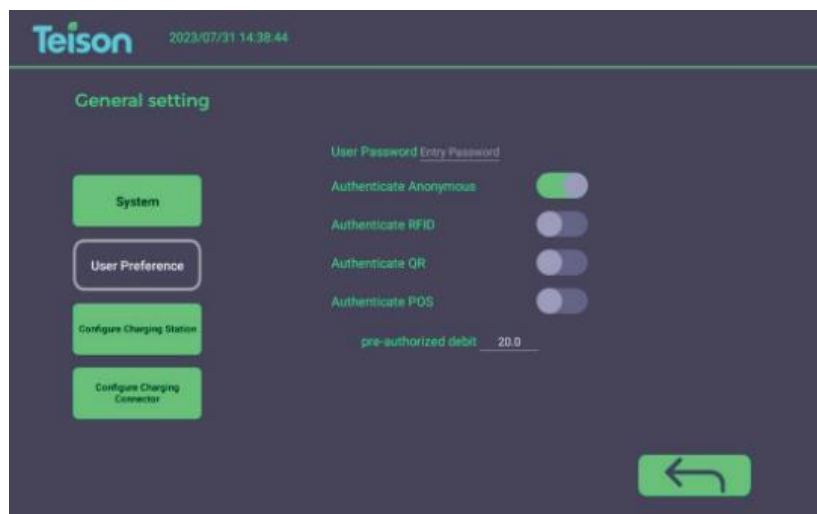 Teison
2023/07/31 14:38:44
General setting
User Password Entry Password
Authenticate Anonymous
System
Authenticate RFID
User Preference
Authenticate QR
Authenticate POS
Configure Charging Station
pre-authorized debit 20.0
Configure Charging
Connector